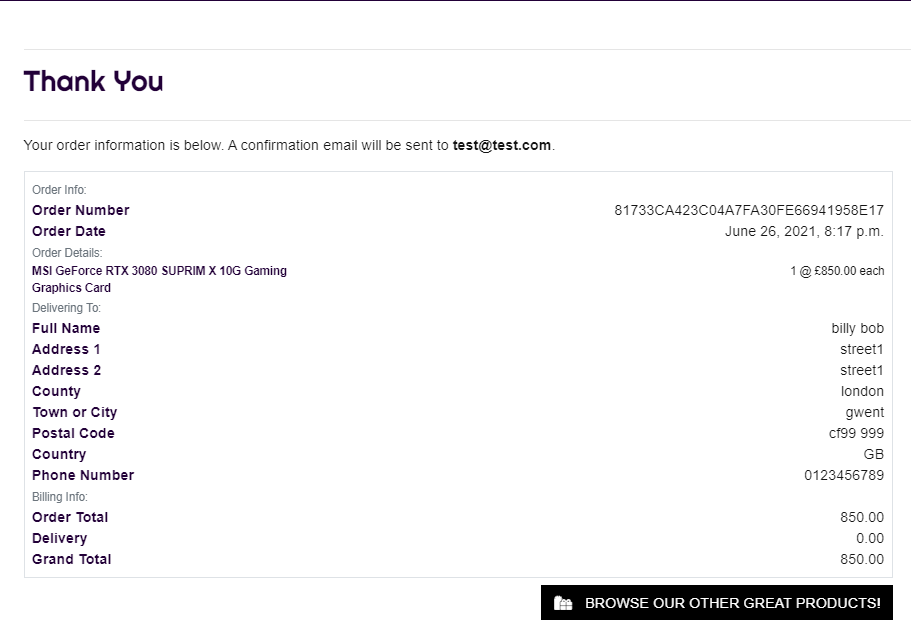 Thank You
Your order information is below. A confirmation email will be sent to test@test.com.
Order Info:
Order Number 81733CA423C04A7FA30FE66941958E17
Order Date June 26, 2021, 8:17 p.m.
Order Details:
MSI GeForce RTX 3080 SUPRIM X 10G Gaming 1 @ £850.00 each
Graphics Card
Delivering To:
Full Name billy bob
Address 1 street1
Address 2 street1
County london
Town or City gwent
Postal Code cf99 999
Country GB
Phone Number 0123456789
Billing Info:
Order Total 850.00
Delivery 0.00
Grand Total 850.00
BROWSE OUR OTHER GREAT PRODUCTS!